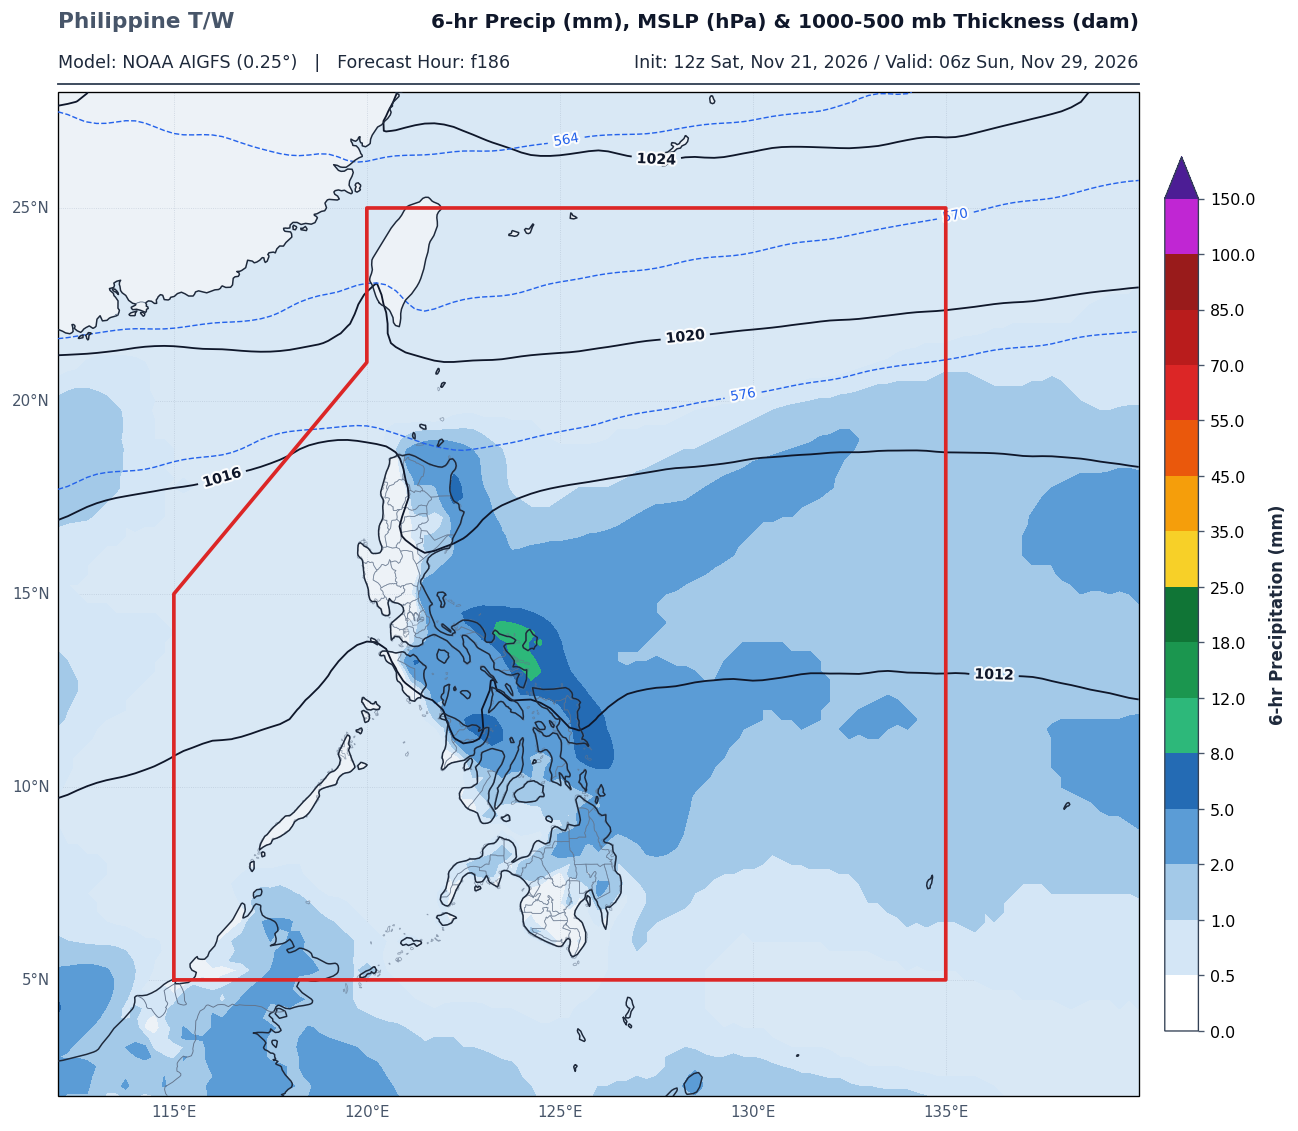 Philippine T/W
6-hr Precip (mm), MSLP (hPa) & 1000-500 mb Thickness (dam)
Model: NOAA AIGFS (0.25°) | Forecast Hour: f186
Init: 12z Sat, Nov 21, 2026 / Valid: 06z Sun, Nov 29, 2026
564
1024
25°N
570
1020
20°N
576
1016
15°N
1012
10°N
5°N
115°E
120°E
125°E
130°E
135°E
150.0
100.0
85.0
70.0
55.0
45.0
35.0
25.0
18.0
12.0
8.0
5.0
2.0
1.0
0.5
0.0
6-hr Precipitation (mm)